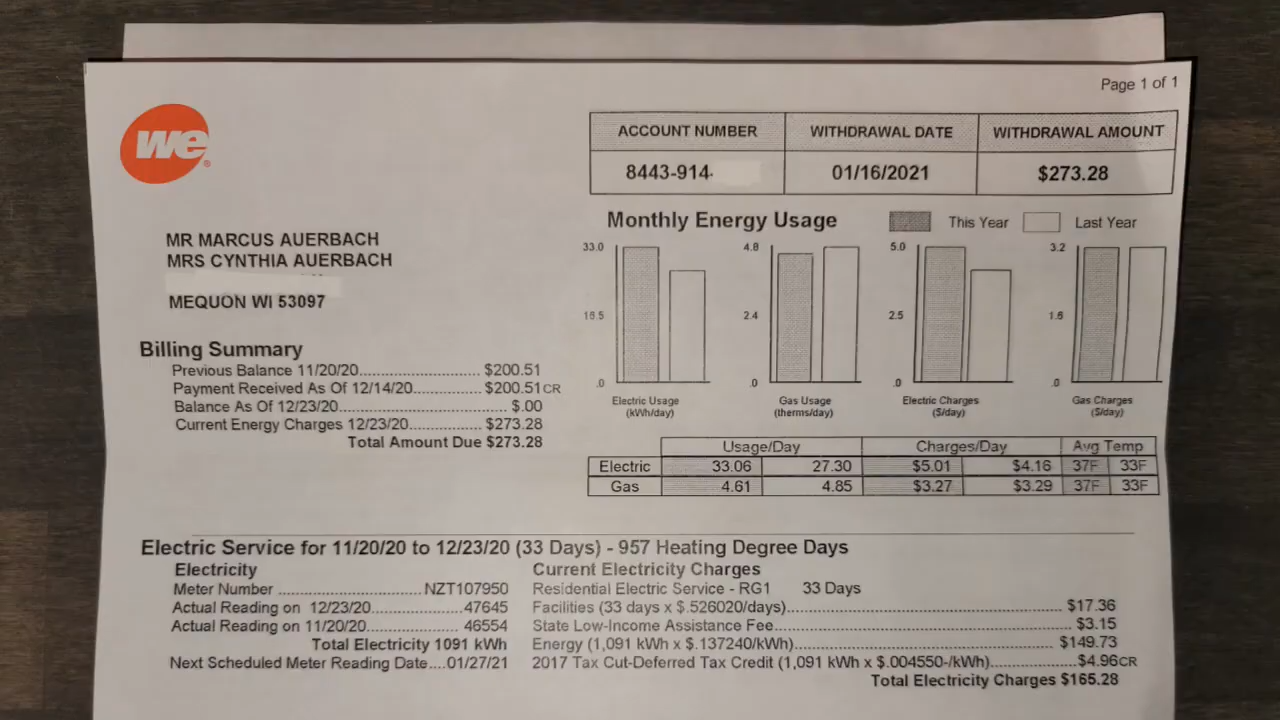 Page 1 of 1
we®
ACCOUNT NUMBER WITHDRAWAL DATE WITHDRAWAL AMOUNT
8443-914- 01/16/2021 $273.28
MR MARCUS AUERBACH
MRS CYNTHIA AUERBACH
MEQUON WI 53097
Monthly Energy Usage This Year Last Year
33.0 4.8 5.0 3.2
16.5 2.4 2.5 1.6
.0 .0 .0 .0
Electric Usage Gas Usage Electric Charges Gas Charges
(kWh/day) (therms/day) ($/day) ($/day)
Usage/Day Charges/Day Avg Temp
Electric 33.06 27.30 $5.01 $4.16 37F 33F
Gas 4.61 4.85 $3.27 $3.29 37F 33F
Billing Summary
Previous Balance 11/20/20............................ $200.51
Payment Received As Of 12/14/20............... $200.51CR
Balance As Of 12/23/20................................... $.00
Current Energy Charges 12/23/20................ $273.28
Total Amount Due $273.28
Electric Service for 11/20/20 to 12/23/20 (33 Days) - 957 Heating Degree Days
Electricity
Meter Number ................................NZT107950
Actual Reading on 12/23/20.....................47645
Actual Reading on 11/20/20.....................46554
Total Electricity 1091 kWh
Next Scheduled Meter Reading Date....01/27/21
Current Electricity Charges
Residential Electric Service - RG1 33 Days
Facilities (33 days x $.526020/days)............................................................... $17.36
State Low-Income Assistance Fee.................................................................... $3.15
Energy (1,091 kWh x $.137240/kWh)............................................................ $149.73
2017 Tax Cut-Deferred Tax Credit (1,091 kWh x $.004550-/kWh).....................$4.96CR
Total Electricity Charges $165.28